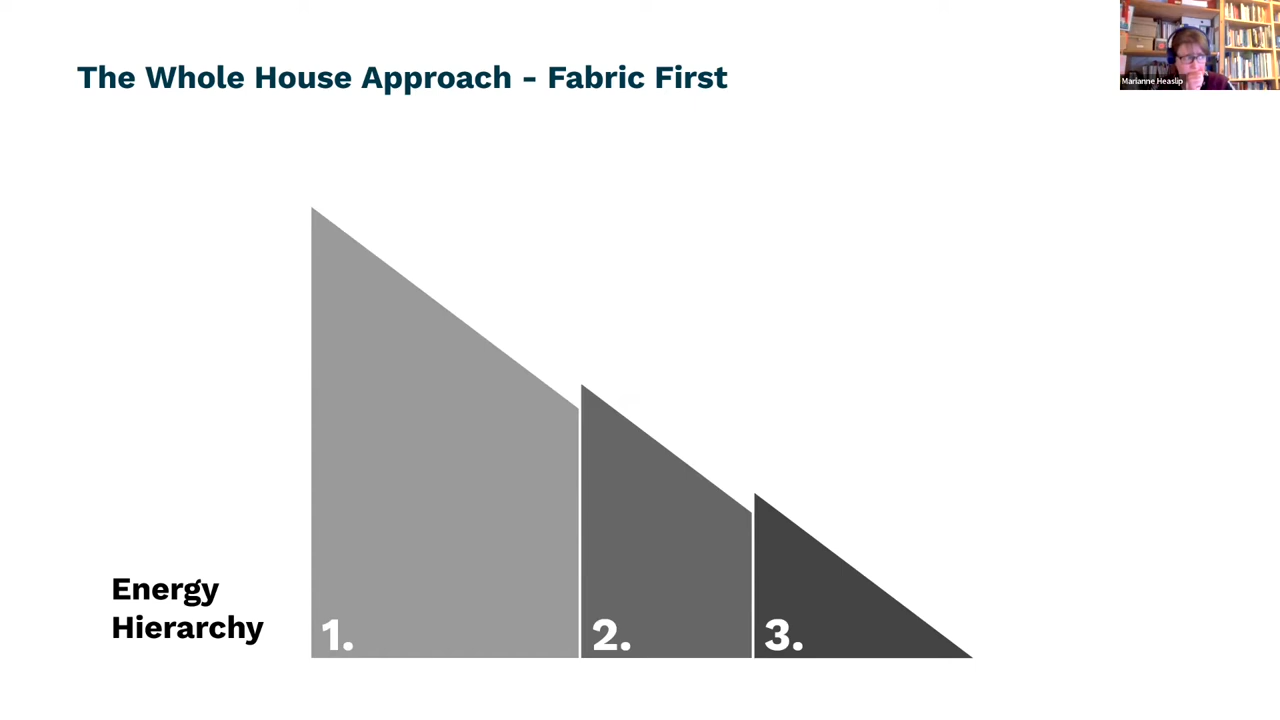 The Whole House Approach - Fabric First
Marianne Heaslip
Energy
Hierarchy
1.
2.
3.